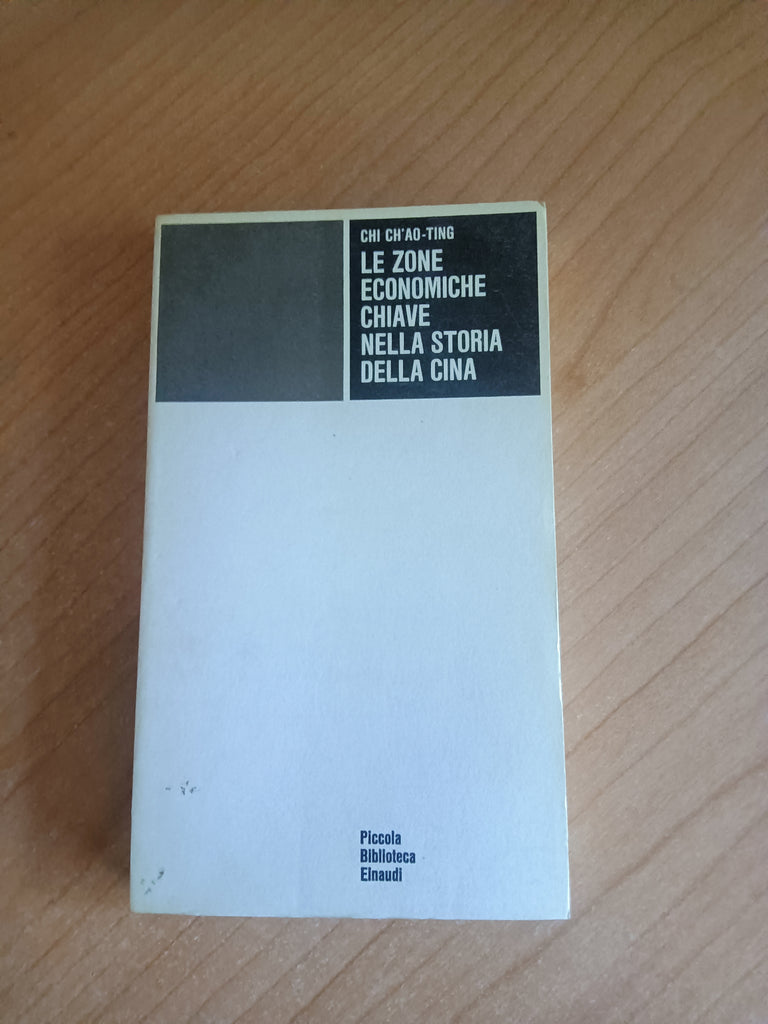 CHI CH'AO-TING
LE ZONE
ECONOMICHE
CHIAVE
NELLA STORIA
DELLA CINA
Piccola
Biblioteca
Einaudi